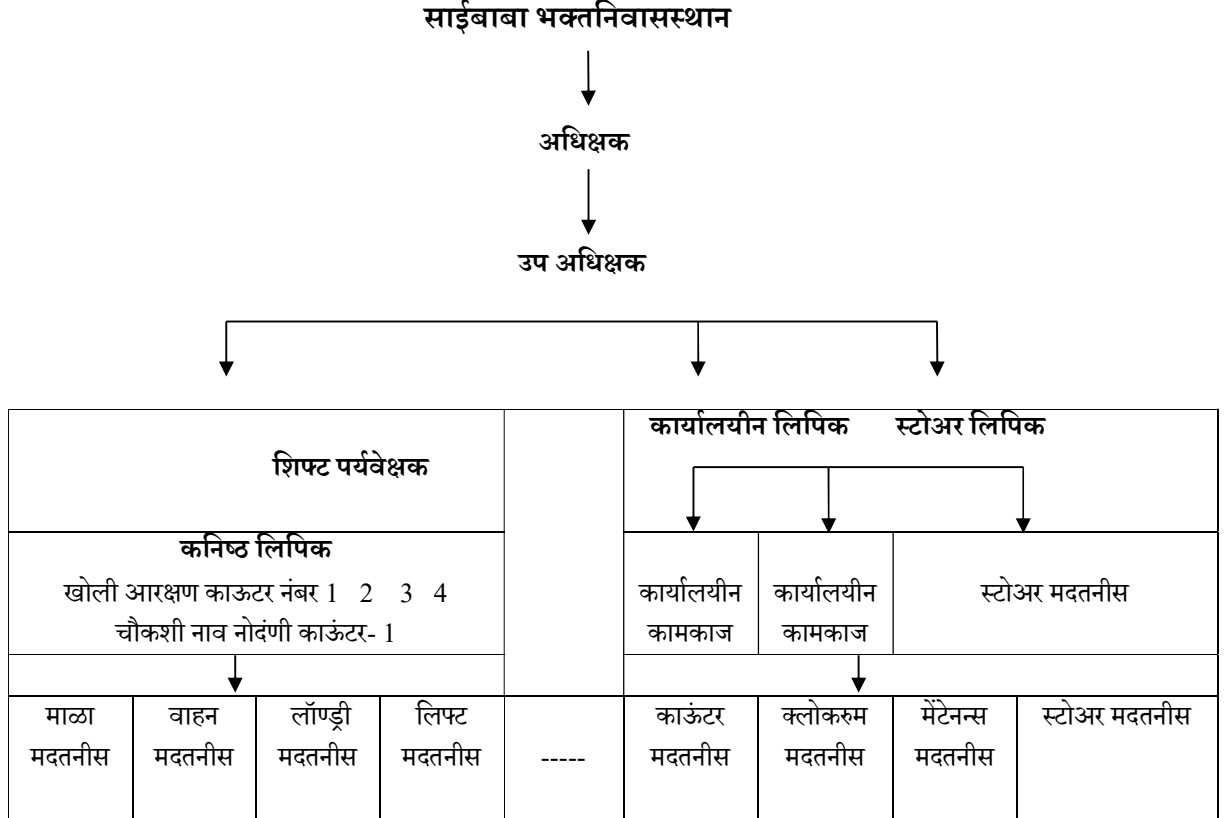 साईबाबा भक्तनिवासस्थान
अधिक्षक
उप अधिक्षक
कार्यालयीन लिपिक स्टोअर लिपिक
शिफ्ट पर्यवेक्षक
कनिष्ठ लिपिक
खोली आरक्षण काऊटर नंबर 1 2 3 4
चौकशी नाव नोदंणी काऊंटर- 1
कार्यालयीन कामकाज
कार्यालयीन कामकाज
स्टोअर मदतनीस
माळा मदतनीस
वाहन मदतनीस
लॉण्ड्री मदतनीस
लिफ्ट मदतनीस
-----
काऊंटर मदतनीस
क्लोकरुम मदतनीस
मेंटेनन्स मदतनीस
स्टोअर मदतनीस